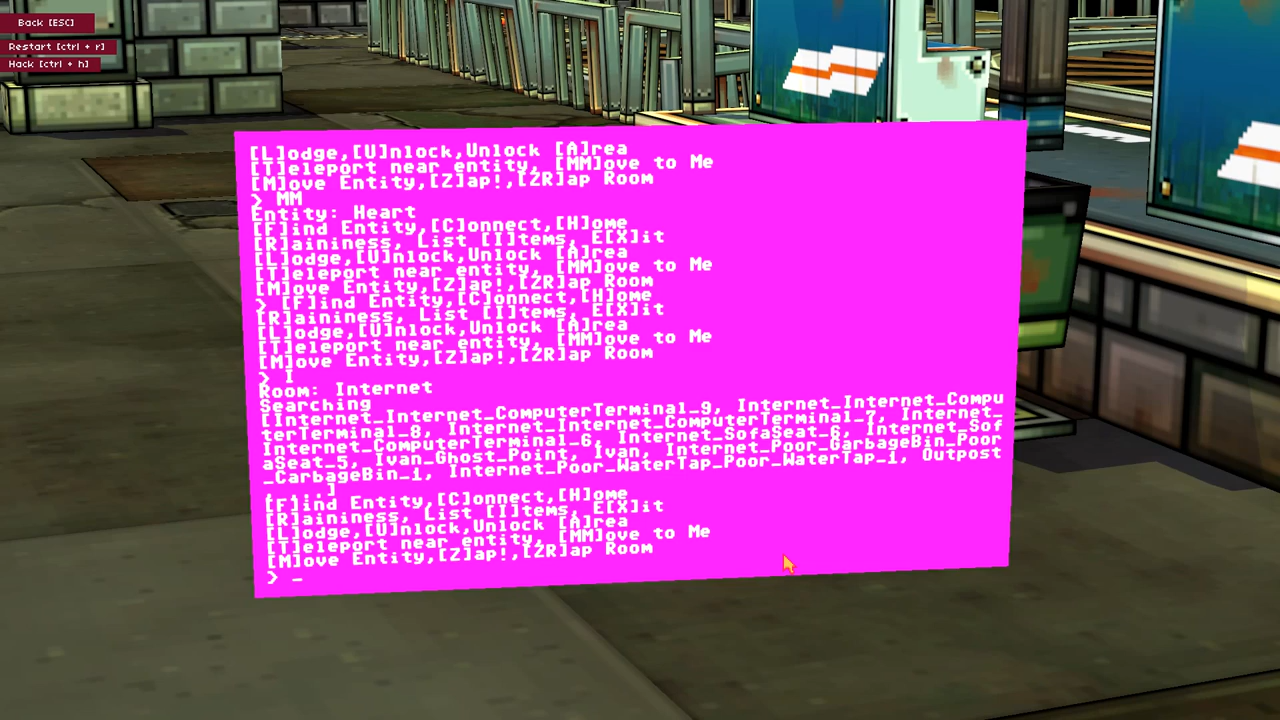 Back [ESC]
Restart [ctrl + r]
Hack [ctrl + h]
[L]odge,[U]nlock,Unlock [A]rea
[T]eleport near entity, [MM]ove to Me
[M]ove Entity,[Z]ap!,[ZR]ap Room
> MM
Entity: Heart
[F]ind Entity,[C]onnect,[H]ome
[R]aininess, List [I]tems, E[X]it
[L]odge,[U]nlock,Unlock [A]rea
[T]eleport near entity, [MM]ove to Me
[M]ove Entity,[Z]ap!,[ZR]ap Room
> [F]ind Entity,[C]onnect,[H]ome
[R]aininess, List [I]tems, E[X]it
[L]odge,[U]nlock,Unlock [A]rea
[T]eleport near entity, [MM]ove to Me
[M]ove Entity,[Z]ap!,[ZR]ap Room
> I
Room: Internet
Searching
[Internet_Internet_ComputerTerminal_9, Internet_Internet_Compu
terTerminal_8, Internet_Internet_ComputerTerminal_7, Internet_
Internet_ComputerTerminal_6, Internet_SofaSeat_6, Internet_Sof
aSeat_5, Ivan_Ghost_Point, Ivan, Internet_Poor_GarbageBin_Poor
_GarbageBin_1, Internet_Poor_WaterTap_Poor_WaterTap_1, Outpost
, , , ,]
[F]ind Entity,[C]onnect,[H]ome
[R]aininess, List [I]tems, E[X]it
[L]odge,[U]nlock,Unlock [A]rea
[T]eleport near entity, [MM]ove to Me
[M]ove Entity,[Z]ap!,[ZR]ap Room
> _